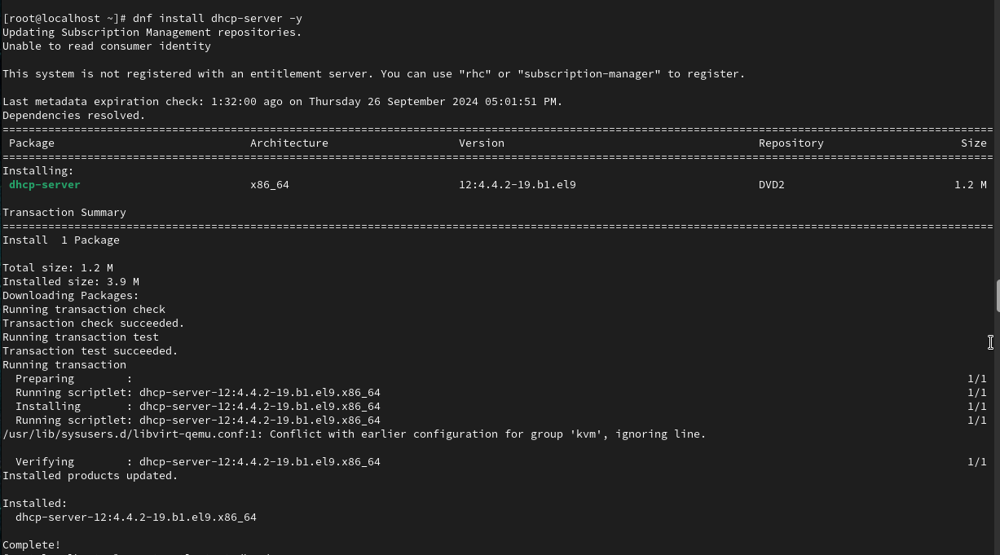 [root@localhost ~]# dnf install dhcp-server -y
Updating Subscription Management repositories.
Unable to read consumer identity
This system is not registered with an entitlement server. You can use "rhc" or "subscription-manager" to register.
Last metadata expiration check: 1:32:00 ago on Thursday 26 September 2024 05:01:51 PM.
Dependencies resolved.
Package Architecture Version Repository Size
Installing:
dhcp-server x86_64 12:4.4.2-19.b1.el9 DVD2 1.2 M
Transaction Summary
Install 1 Package
Total size: 1.2 M
Installed size: 3.9 M
Downloading Packages:
Running transaction check
Transaction check succeeded.
Running transaction test
Transaction test succeeded.
Running transaction
Preparing : 1/1
Running scriptlet: dhcp-server-12:4.4.2-19.b1.el9.x86_64 1/1
Installing : dhcp-server-12:4.4.2-19.b1.el9.x86_64 1/1
Running scriptlet: dhcp-server-12:4.4.2-19.b1.el9.x86_64 1/1
/usr/lib/sysusers.d/libvirt-qemu.conf:1: Conflict with earlier configuration for group 'kvm', ignoring line.
Verifying : dhcp-server-12:4.4.2-19.b1.el9.x86_64 1/1
Installed products updated.
Installed:
dhcp-server-12:4.4.2-19.b1.el9.x86_64
Complete!